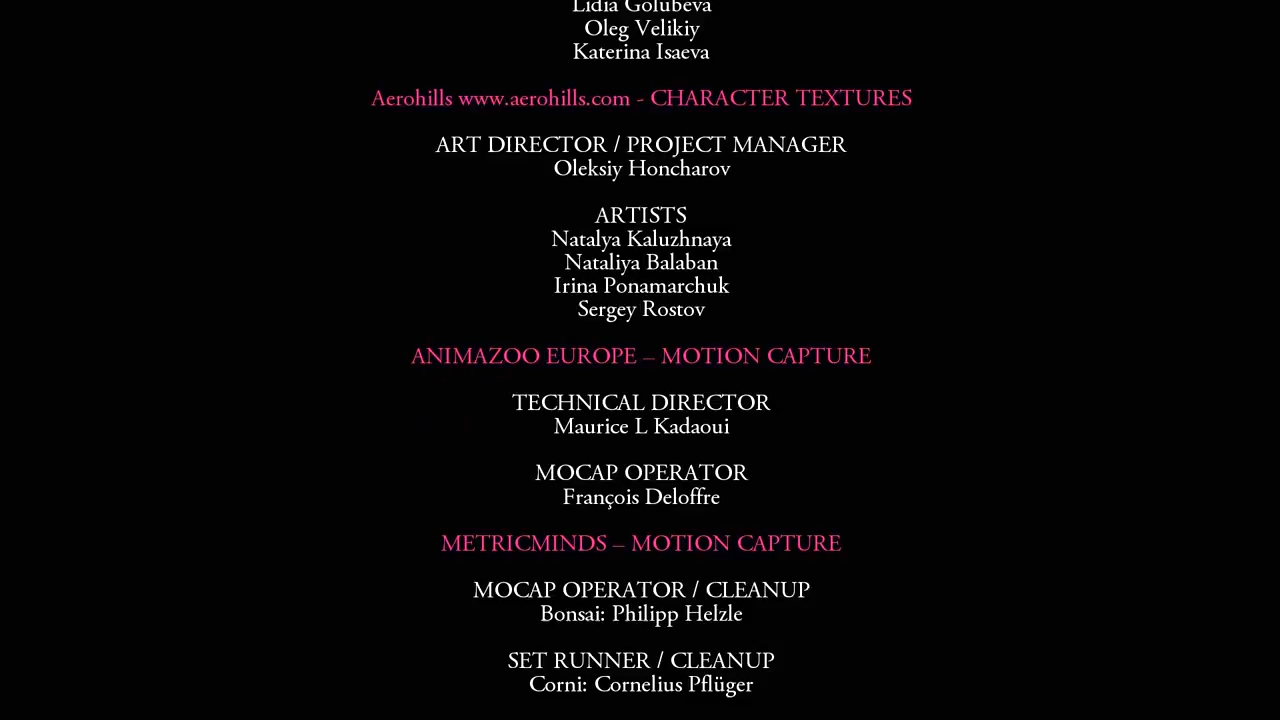 Lidia Golubeva
Oleg Velikiy
Katerina Isaeva
Aerohills www.aerohills.com - CHARACTER TEXTURES
ART DIRECTOR / PROJECT MANAGER
Oleksiy Honcharov
ARTISTS
Natalya Kaluzhnaya
Nataliya Balaban
Irina Ponamarchuk
Sergey Rostov
ANIMAZOO EUROPE – MOTION CAPTURE
TECHNICAL DIRECTOR
Maurice L Kadaoui
MOCAP OPERATOR
François Deloffre
METRICMINDS – MOTION CAPTURE
MOCAP OPERATOR / CLEANUP
Bonsai: Philipp Helzle
SET RUNNER / CLEANUP
Corni: Cornelius Pflüger